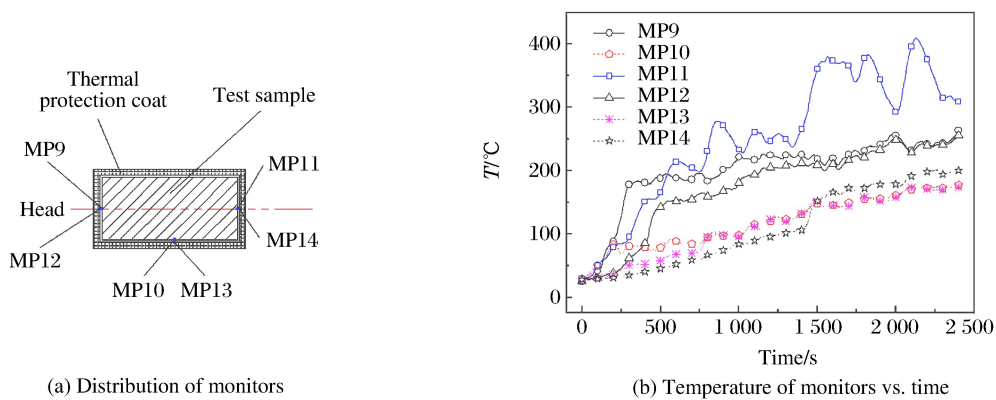 Thermal
protection coat
Test sample
MP9
MP11
Head
MP14
MP12
MP10
MP13
(a) Distribution of monitors
T/℃
400
300
200
100
0
MP9
MP10
MP11
MP12
MP13
MP14
0
500
1 000
1 500
2 000
2 500
Time/s
(b) Temperature of monitors vs. time